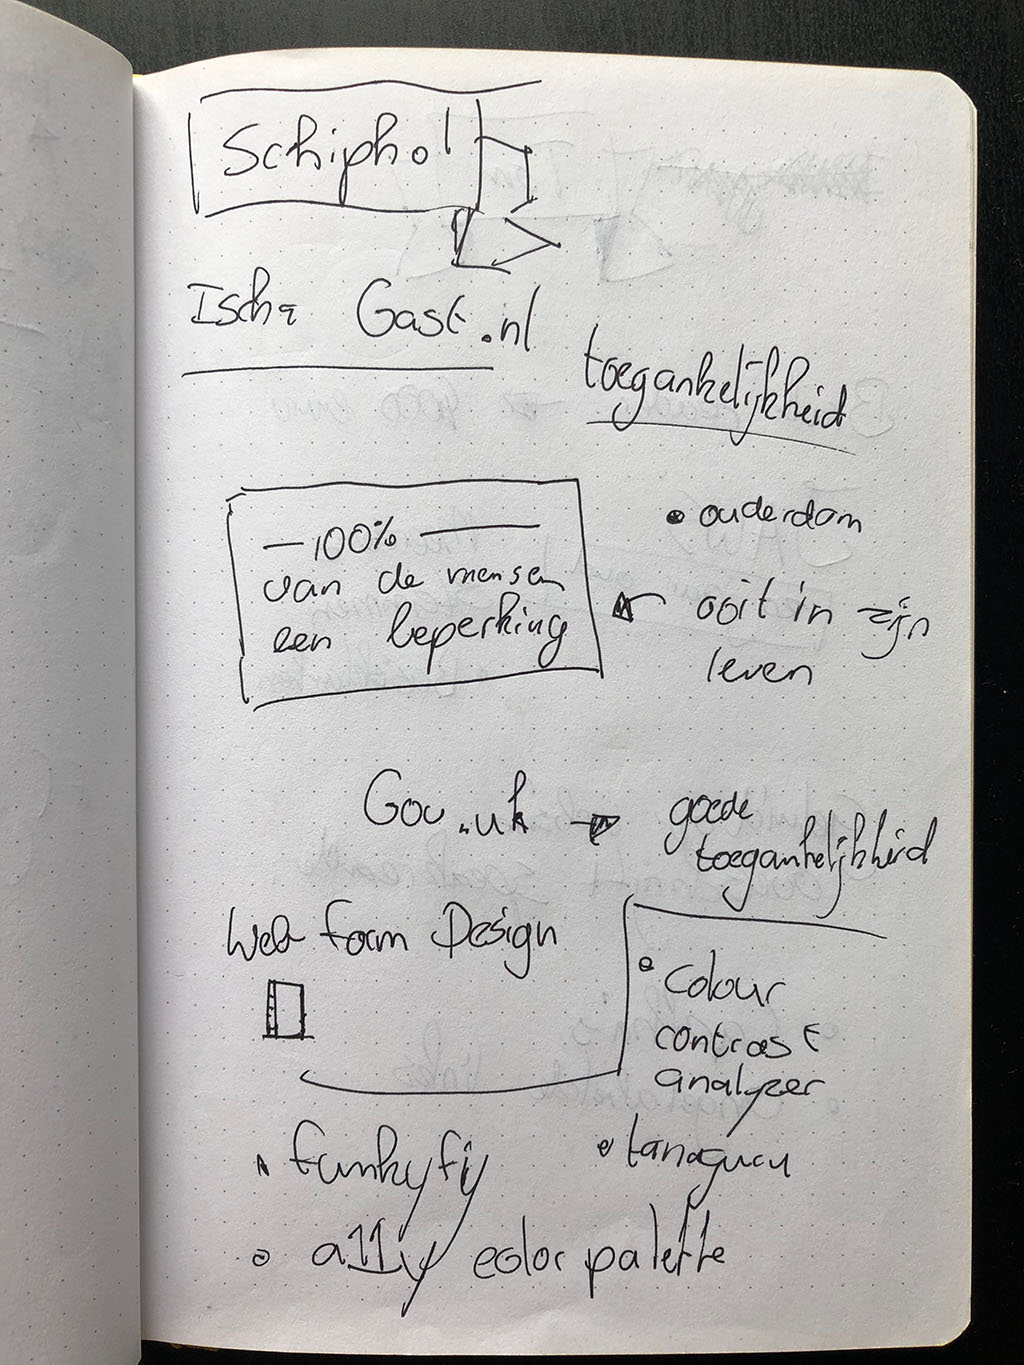 Schiphol
Ischa Gast.nl
toegankelijkheid
— 100% —
van de mensen
een beperking
• ouderdom
ooit in zijn
leven
Gov.uk → goede
toegankelijkheid
Web form Design
• colour
contrast
analyzer
• funkyfy
• tanaguru
• a11y color palette